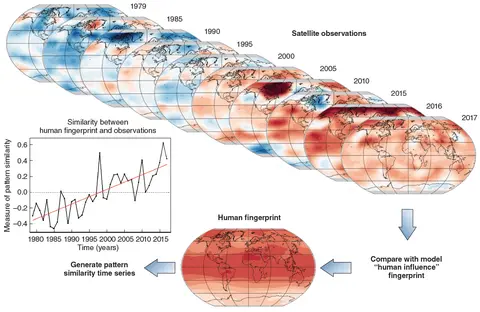 1979
1985
1990
1995
2000
2005
2010
2015
2016
2017
Satellite observations
Similarity between
human fingerprint and observations
Measure of pattern similarity
0.6
0.4
0.2
0.0
−0.2
−0.4
1980 1985 1990 1995 2000 2005 2010 2015
Time (years)
Human fingerprint
Generate pattern
similarity time series
Compare with model
“human influence”
fingerprint